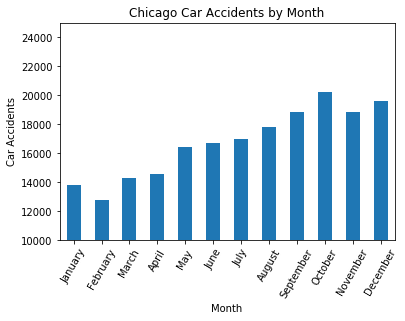 Chicago Car Accidents by Month
24000
22000
20000
18000
16000
14000
12000
10000
Car Accidents
January
February
March
April
May
June
July
August
September
October
November
December
Month